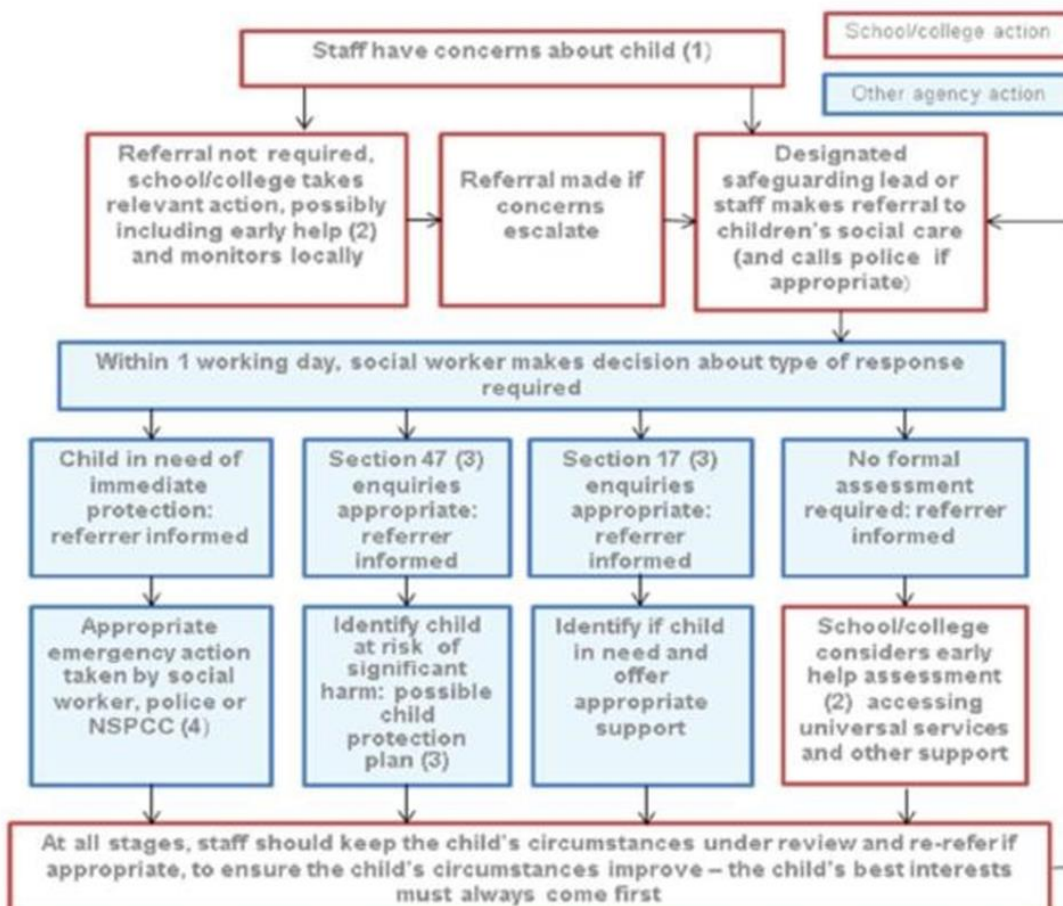 School/college action
Staff have concerns about child (1)
Other agency action
Referral not required,
school/college takes
relevant action, possibly
including early help (2)
and monitors locally
Referral made if
concerns
escalate
Designated
safeguarding lead or
staff makes referral to
children's social care
(and calls police if
appropriate)
Within 1 working day, social worker makes decision about type of response
required
Child in need of
immediate
protection:
referrer informed
Section 47 (3)
enquiries
appropriate:
referrer
informed
Section 17 (3)
enquiries
appropriate:
referrer
informed
No formal
assessment
required: referrer
informed
Appropriate
emergency action
taken by social
worker, police or
NSPCC (4)
Identify child
at risk of
significant
harm: possible
child
protection
plan (3)
Identify if child
in need and
offer
appropriate
support
School/college
considers early
help assessment
(2) accessing
universal services
and other support
At all stages, staff should keep the child's circumstances under review and re-refer if
appropriate, to ensure the child's circumstances improve – the child's best interests
must always come first